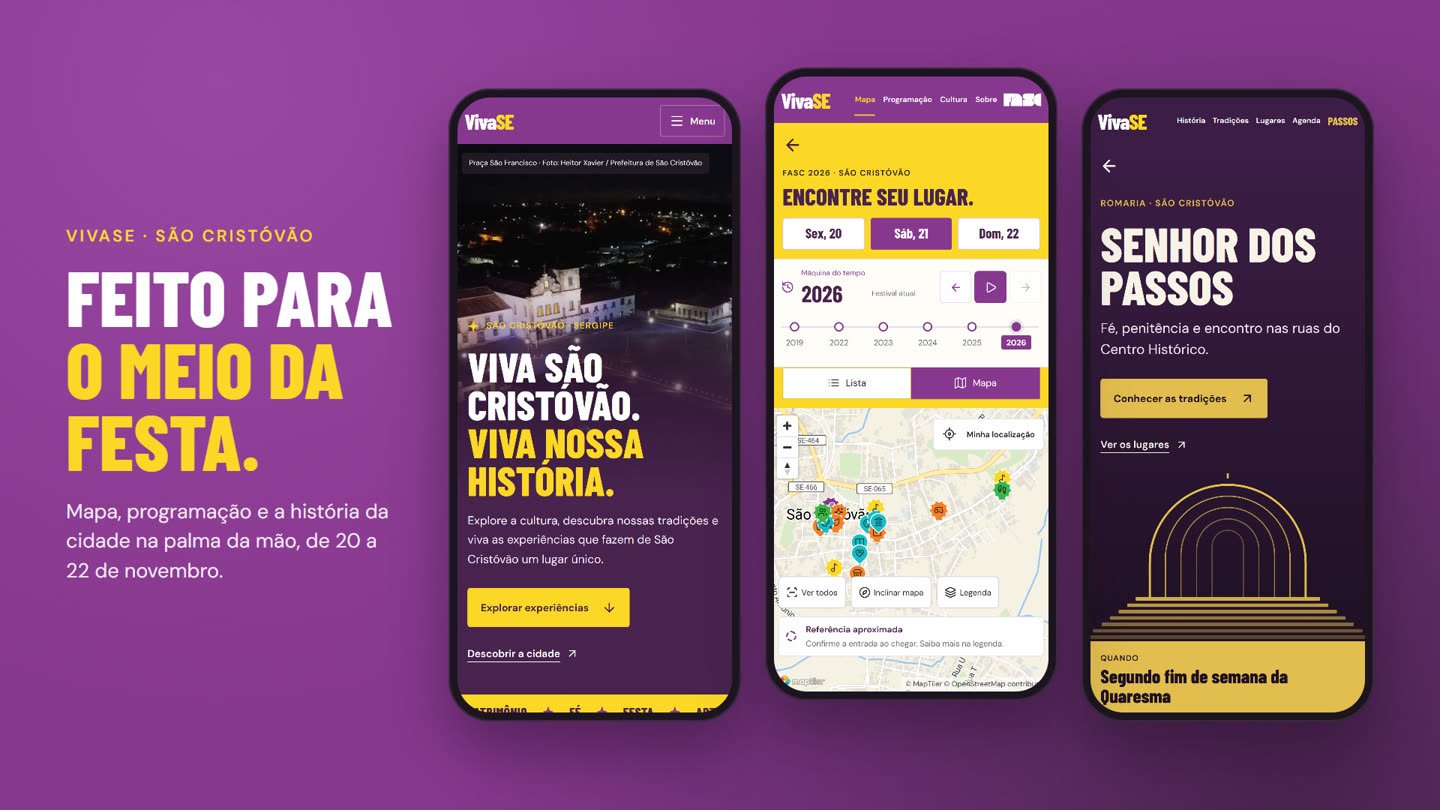 VIVASE · SÃO CRISTÓVÃO
FEITO PARA
O MEIO DA
FESTA.
Mapa, programação e a história da
cidade na palma da mão, de 20 a
22 de novembro.
VivaSE
Menu
Praça São Francisco · Foto: Heitor Xavier / Prefeitura de São Cristóvão
SÃO CRISTÓVÃO · SERGIPE
VIVA SÃO
CRISTÓVÃO.
VIVA NOSSA
HISTÓRIA.
Explore a cultura, descubra nossas tradições e
viva as experiências que fazem de São
Cristóvão um lugar único.
Explorar experiências
Descobrir a cidade
FÉ FESTA
VivaSE
Mapa Programação Cultura Sobre
FASC 2026 · SÃO CRISTÓVÃO
ENCONTRE SEU LUGAR.
Sex, 20 Sáb, 21 Dom, 22
Máquina do tempo
2026 Festival atual
2019 2022 2023 2024 2025 2026
Lista Mapa
Minha localização
SE-464
SE-466 SE-065
São
Ver todos Inclinar mapa Legenda
Referência aproximada
Confirme a entrada ao chegar. Saiba mais na legenda.
maptiler
© MapTiler © OpenStreetMap
VivaSE
História Tradições Lugares Agenda PASSOS
ROMARIA · SÃO CRISTÓVÃO
SENHOR DOS
PASSOS
Fé, penitência e encontro nas ruas do
Centro Histórico.
Conhecer as tradições
Ver os lugares
QUANDO
Segundo fim de semana da
Quaresma